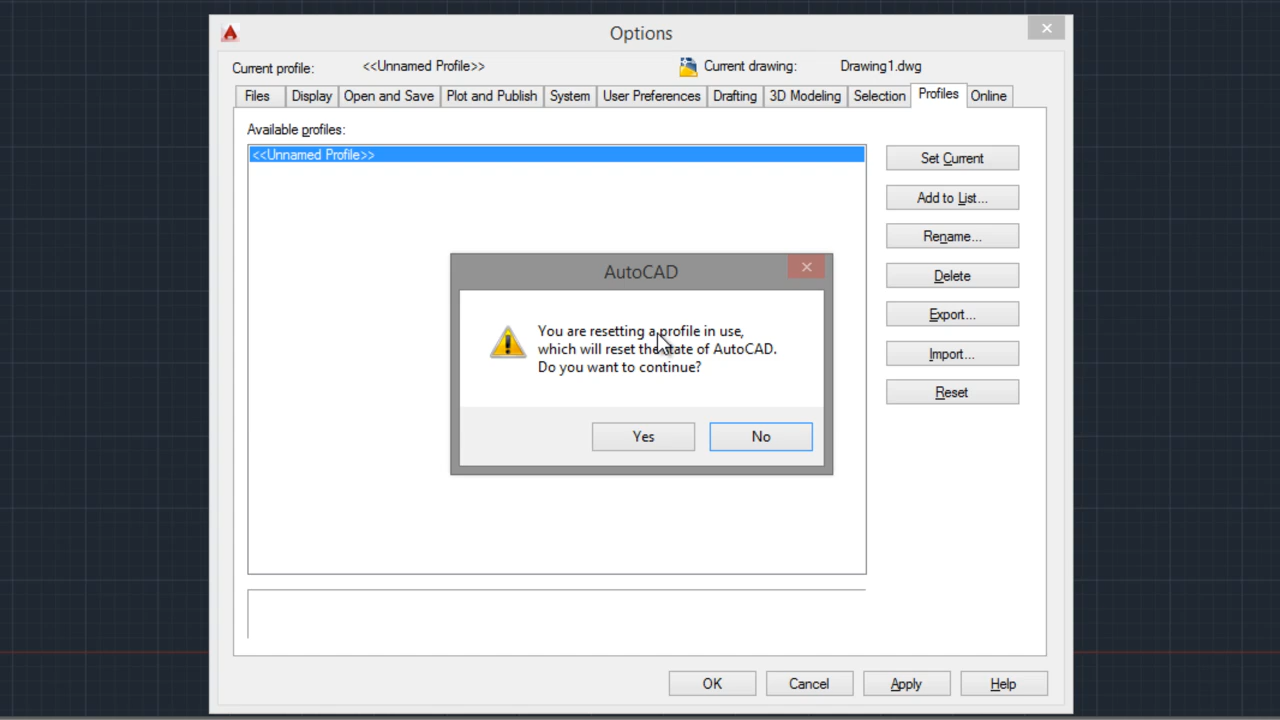 Options
Current profile: <<Unnamed Profile>> Current drawing: Drawing1.dwg
Files Display Open and Save Plot and Publish System User Preferences Drafting 3D Modeling Selection Profiles Online
Available profiles:
<<Unnamed Profile>>
Set Current
Add to List...
Rename...
Delete
Export...
Import...
Reset
AutoCAD
You are resetting a profile in use,
which will reset the state of AutoCAD.
Do you want to continue?
Yes No
OK Cancel Apply Help